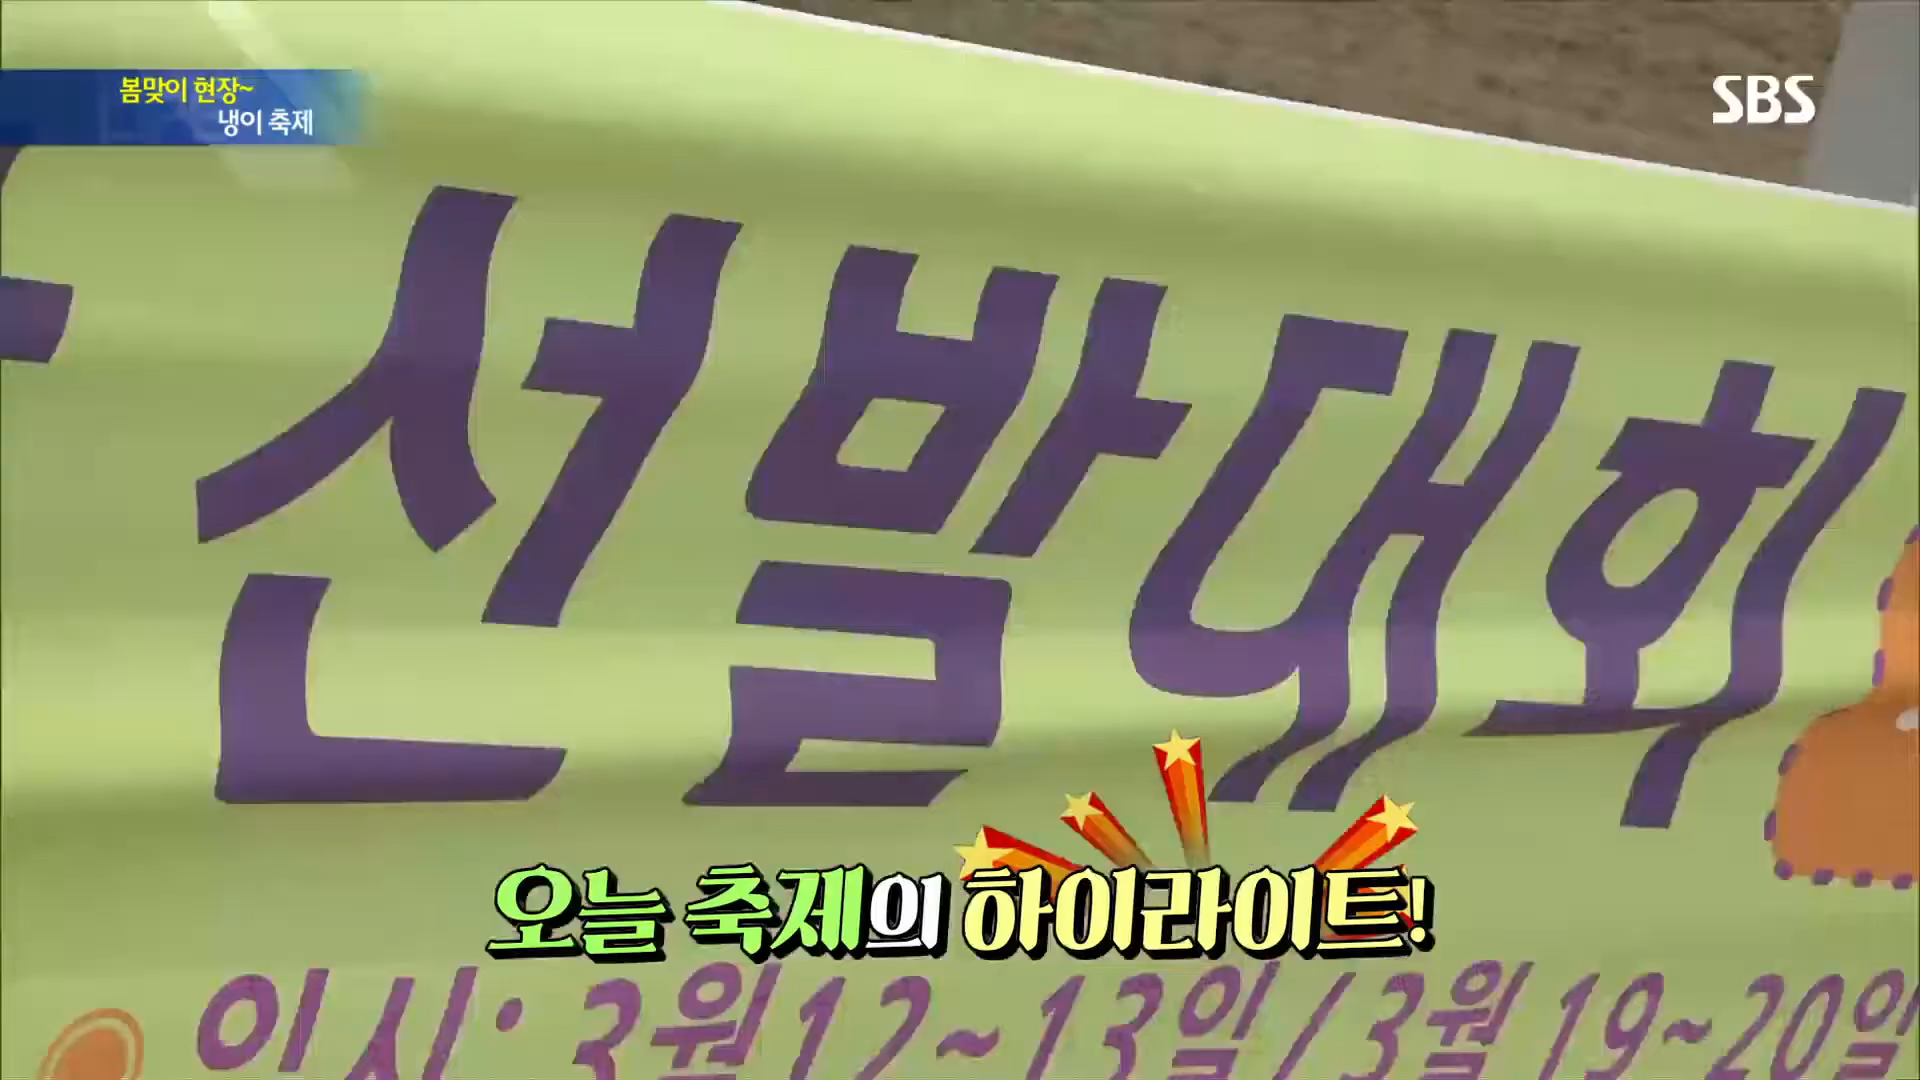 봄맞이 현장~
냉이 축제
SBS
선발대회
오늘 축제의 하이라이트!
일시: 3월 12~13일 / 3월 19~20일